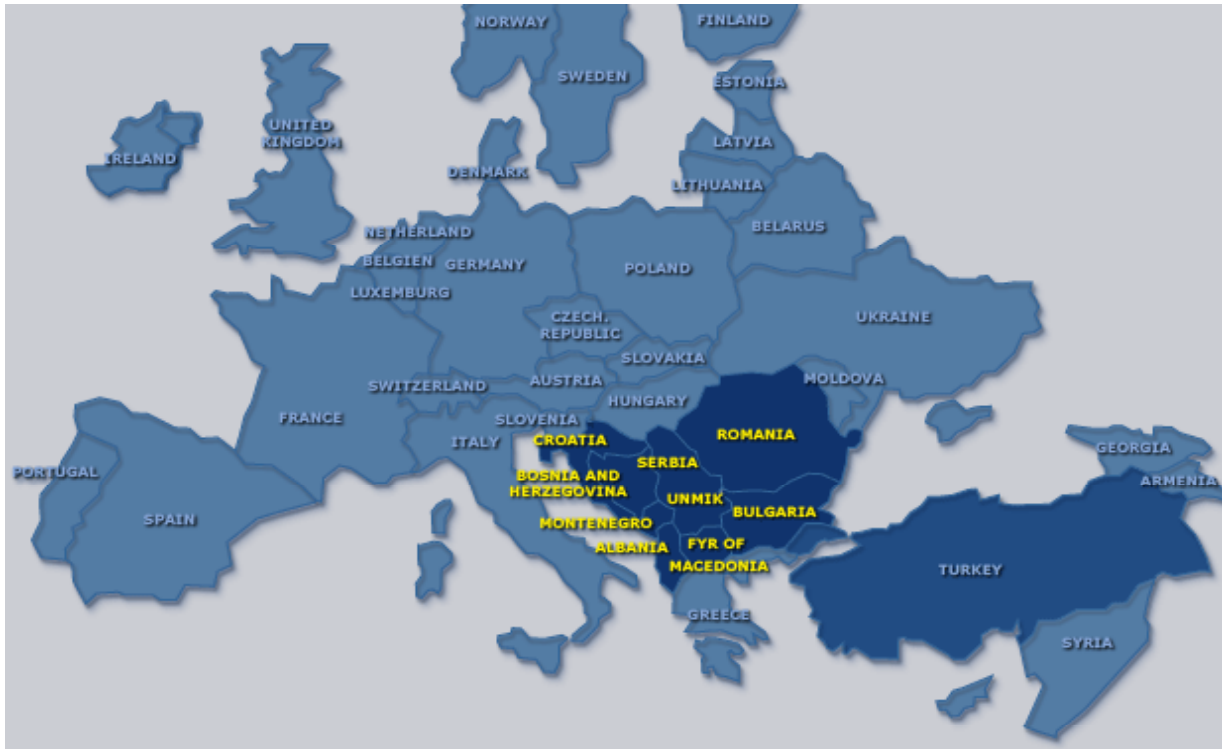 NORWAY
FINLAND
SWEDEN
ESTONIA
UNITED
KINGDOM
LATVIA
IRELAND
DENMARK
LITHUANIA
BELARUS
NETHERLAND
BELGIEN
GERMANY
POLAND
LUXEMBURG
CZECH.
REPUBLIC
UKRAINE
SLOVAKIA
SWITZERLAND
AUSTRIA
MOLDOVA
HUNGARY
FRANCE
SLOVENIA
ITALY
CROATIA
ROMANIA
GEORGIA
SERBIA
PORTUGAL
BOSNIA AND
HERZEGOVINA
ARMENIA
UNMIK
BULGARIA
SPAIN
MONTENEGRO
ALBANIA
FYR OF
MACEDONIA
TURKEY
GREECE
SYRIA